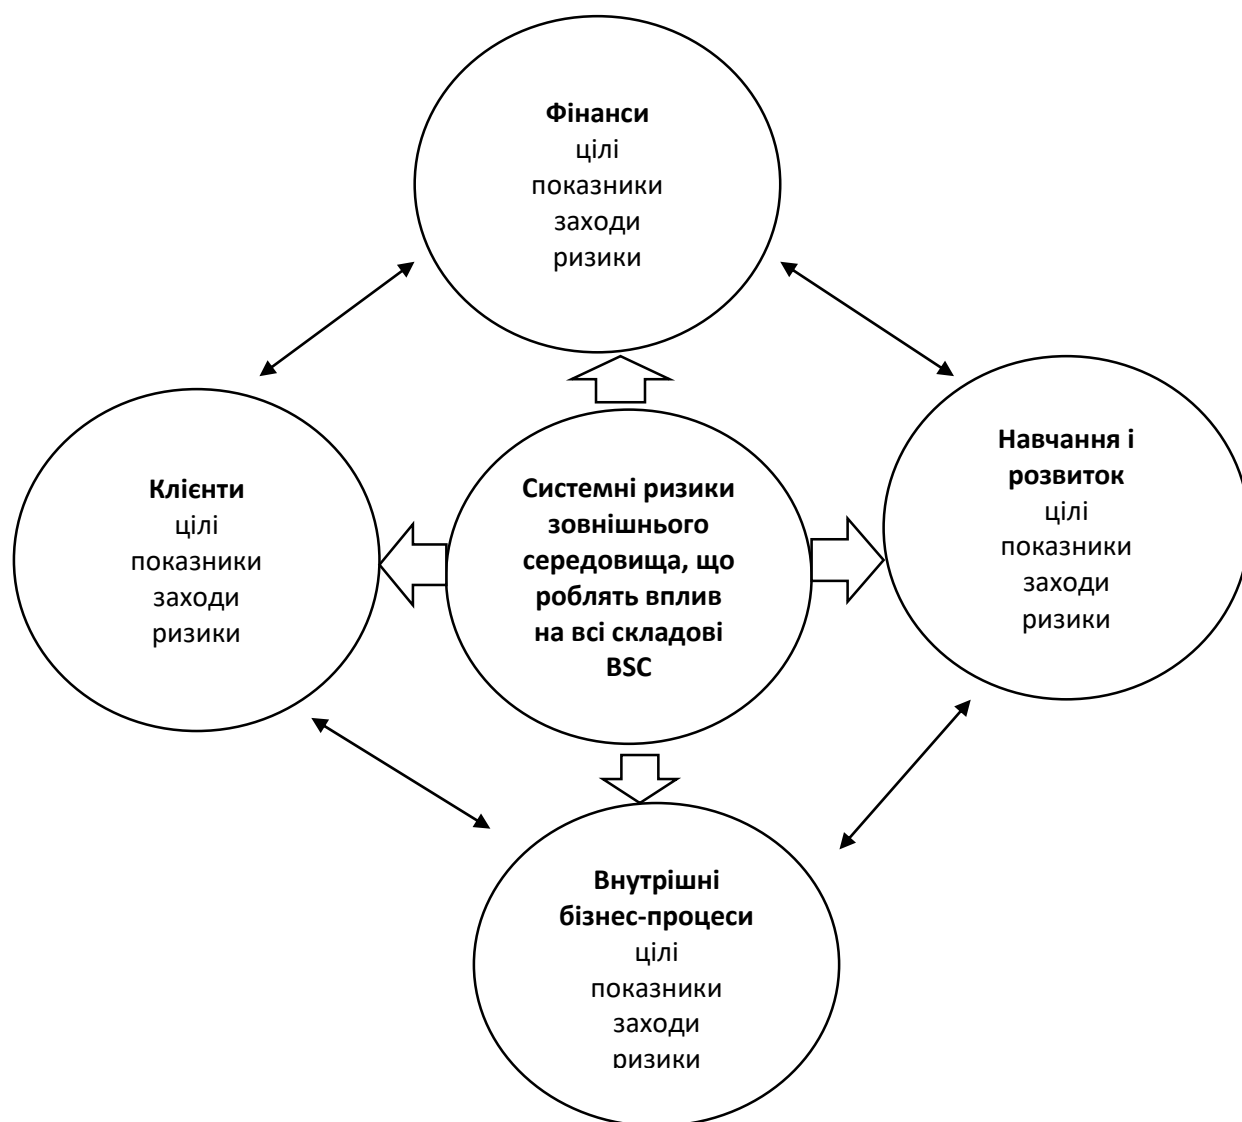 Фінанси
цілі
показники
заходи
ризики
Клієнти
цілі
показники
заходи
ризики
Системні ризики
зовнішнього
середовища, що
роблять вплив
на всі складові
BSC
Навчання і
розвиток
цілі
показники
заходи
ризики
Внутрішні
бізнес-процеси
цілі
показники
заходи
ризики